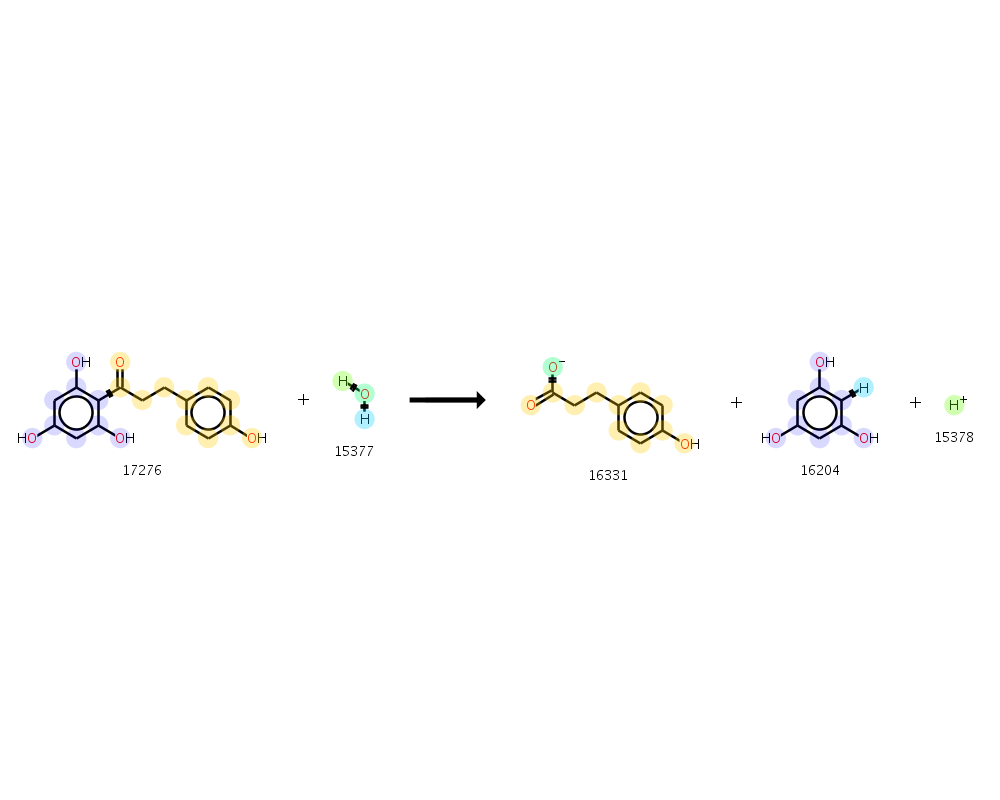 OH O
HO OH OH
17276
+
H O H
15377
O⁻
O OH
16331
+
OH
H
HO OH
16204
+
H⁺
15378